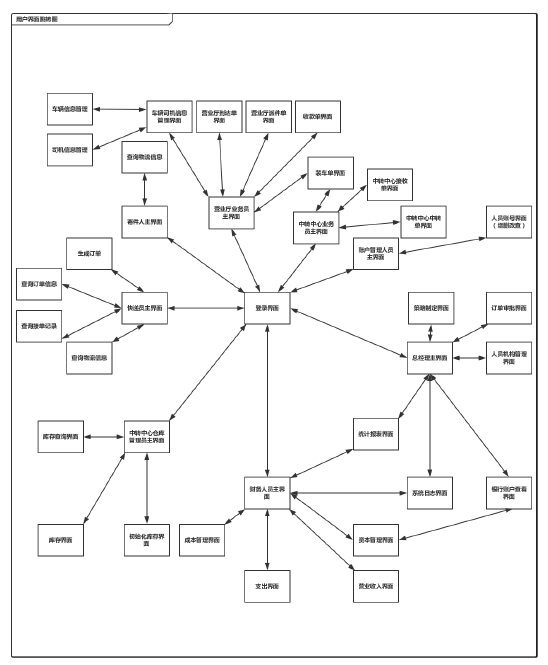 用户界面跳转图
车辆信息管理
司机信息管理
车辆司机信息
管理界面
营业厅到达单
界面
营业厅派件单
界面
收款单界面
查询物流信息
装车单界面
中转中心接收
单界面
寄件人主界面
营业厅业务员
主界面
中转中心业务
员主界面
中转中心中转
单界面
人员账号界面
（增删改查）
生成订单
账户管理人员
主界面
查询订单信息
快递员主界面
登录界面
策略制定界面
订单审批界面
查询接单记录
查询物流信息
总经理主界面
人员机构管理
界面
库存查询界面
中转中心仓库
管理员主界面
统计报表界面
财务人员主界
面
系统日志界面
银行账户查看
界面
库存界面
初始化库存界
面
成本管理界面
资本管理界面
支出界面
营业收入界面